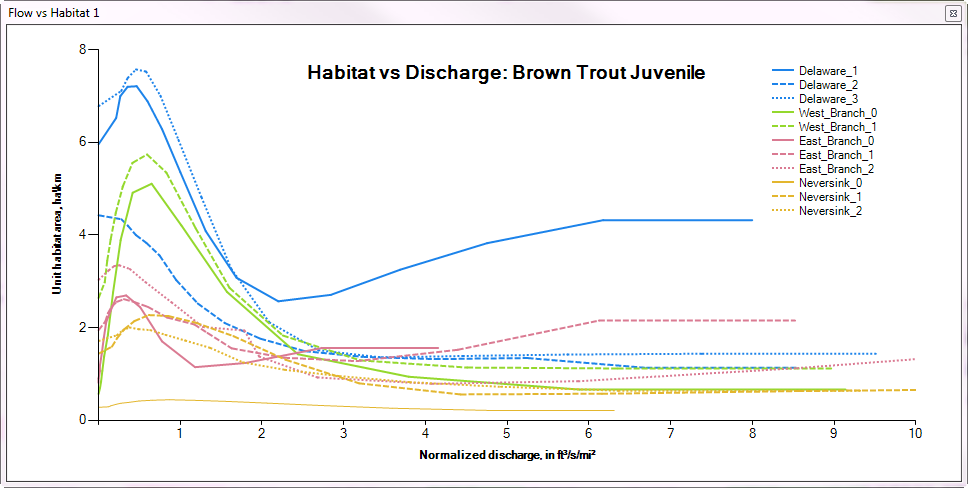 Flow vs Habitat 1
Habitat vs Discharge: Brown Trout Juvenile
Delaware_1
Delaware_2
Delaware_3
West_Branch_0
West_Branch_1
East_Branch_0
East_Branch_1
East_Branch_2
Neversink_0
Neversink_1
Neversink_2
Unit habitat area, ha/km
8
6
4
2
0
1 2 3 4 5 6 7 8 9 10
Normalized discharge, in ft³/s/mi²